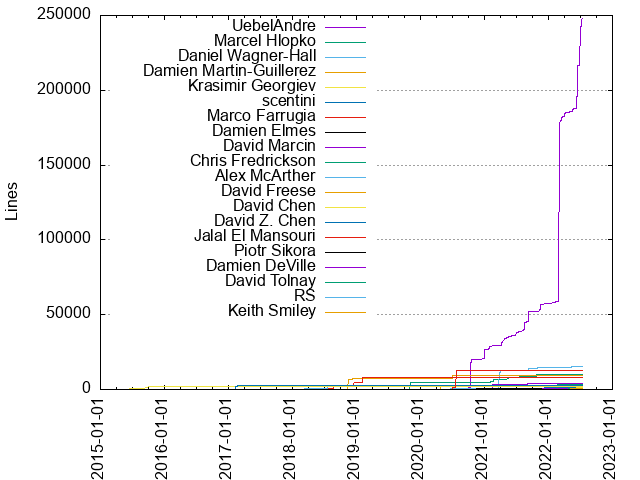 250000
200000
150000
100000
50000
0
Lines
UebelAndre
Marcel Hlopko
Daniel Wagner-Hall
Damien Martin-Guillerez
Krasimir Georgiev
scentini
Marco Farrugia
Damien Elmes
David Marcin
Chris Fredrickson
Alex McArther
David Freese
David Chen
David Z. Chen
Jalal El Mansouri
Piotr Sikora
Damien DeVille
David Tolnay
RS
Keith Smiley
2015-01-01
2016-01-01
2017-01-01
2018-01-01
2019-01-01
2020-01-01
2021-01-01
2022-01-01
2023-01-01